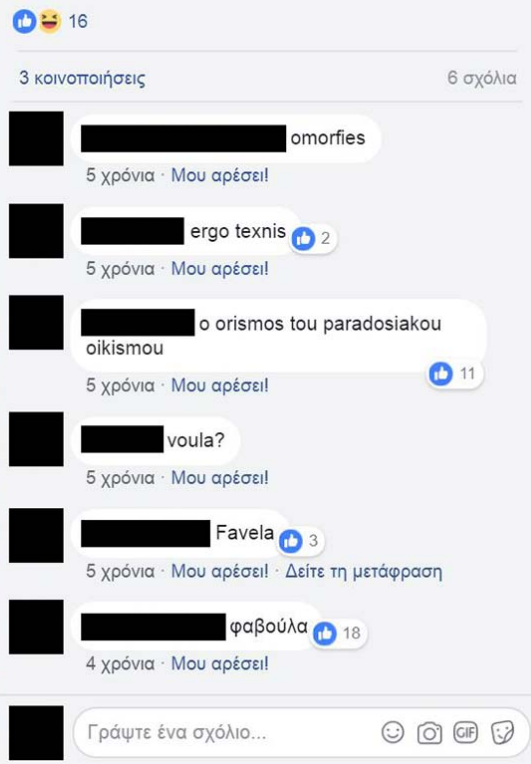 16
3 κοινοποιήσεις 6 σχόλια
omorfies
5 χρόνια · Μου αρέσει!
ergo texnis 2
5 χρόνια · Μου αρέσει!
o orismos tou paradosiakou
oikismou
11
5 χρόνια · Μου αρέσει!
voula?
5 χρόνια · Μου αρέσει!
Favela 3
5 χρόνια · Μου αρέσει! · Δείτε τη μετάφραση
φαβούλα 18
4 χρόνια · Μου αρέσει!
Γράψτε ένα σχόλιο... GIF